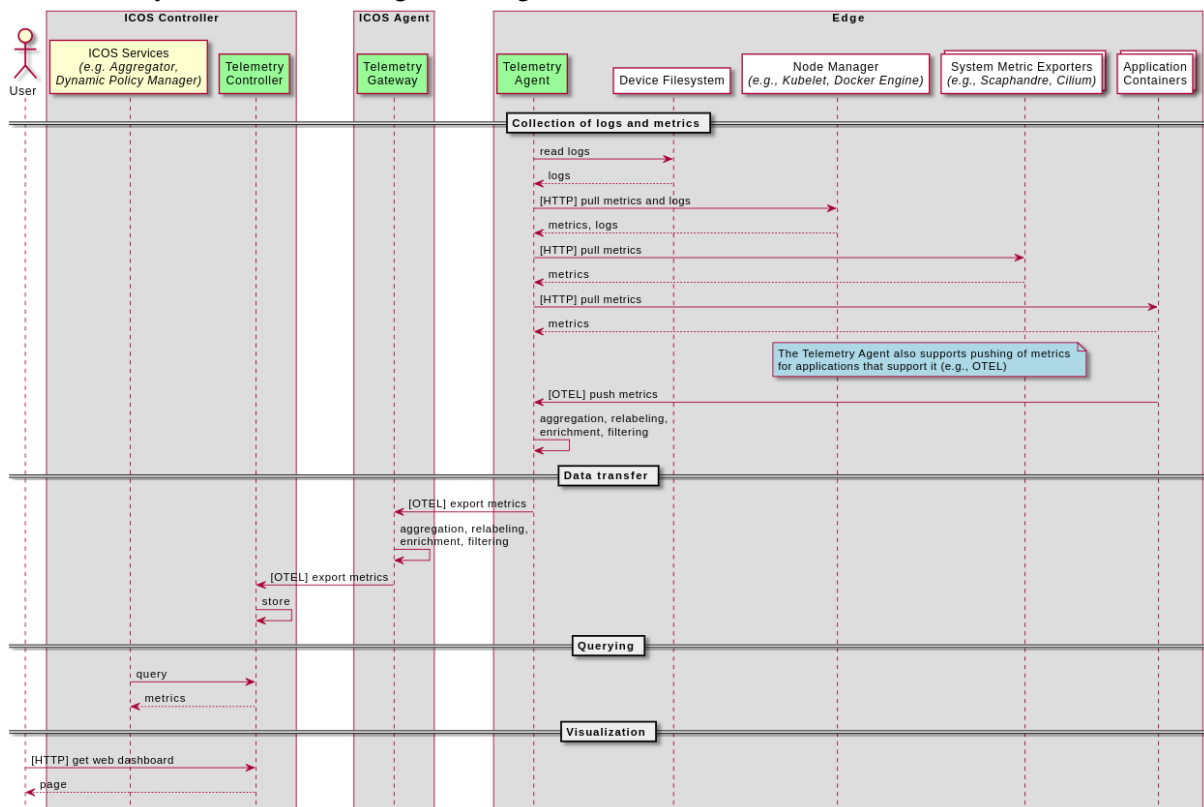 ICOS Controller
ICOS Agent
Edge
User
ICOS Services
(e.g. Aggregator,
Dynamic Policy Manager)
Telemetry
Controller
Telemetry
Gateway
Telemetry
Agent
Device Filesystem
Node Manager
(e.g., Kubelet, Docker Engine)
System Metric Exporters
(e.g., Scaphandre, Cilium)
Application
Containers
Collection of logs and metrics
read logs
logs
[HTTP] pull metrics and logs
metrics, logs
[HTTP] pull metrics
metrics
[HTTP] pull metrics
metrics
The Telemetry Agent also supports pushing of metrics
for applications that support it (e.g., OTEL)
[OTEL] push metrics
aggregation, relabeling,
enrichment, filtering
Data transfer
[OTEL] export metrics
aggregation, relabeling,
enrichment, filtering
[OTEL] export metrics
store
Querying
query
metrics
Visualization
[HTTP] get web dashboard
page